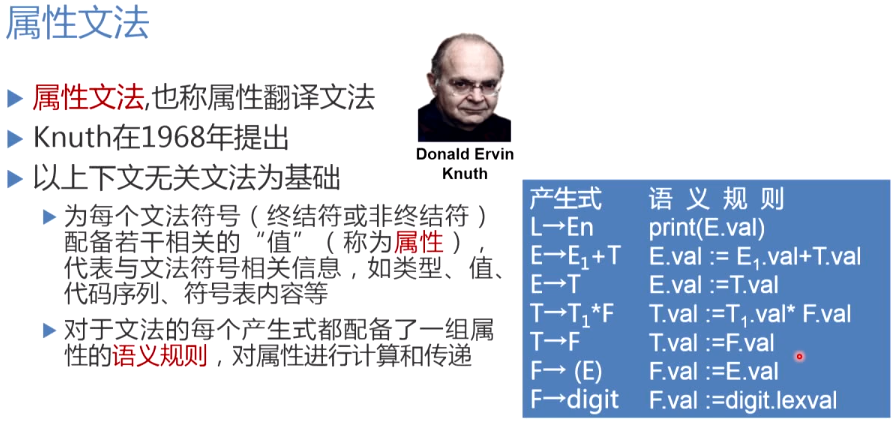 属性文法
属性文法,也称属性翻译文法
Knuth在1968年提出
以上下文无关文法为基础
为每个文法符号（终结符或非终结符）
配备若干相关的“值”（称为属性），
代表与文法符号相关信息，如类型、值、
代码序列、符号表内容等
对于文法的每个产生式都配备了一组属
性的语义规则，对属性进行计算和传递
Donald Ervin
Knuth
产生式 语 义 规 则
L→En print(E.val)
E→E₁+T E.val := E₁.val+T.val
E→T E.val :=T.val
T→T₁*F T.val :=T₁.val* F.val
T→F T.val :=F.val
F→ (E) F.val :=E.val
F→digit F.val :=digit.lexval